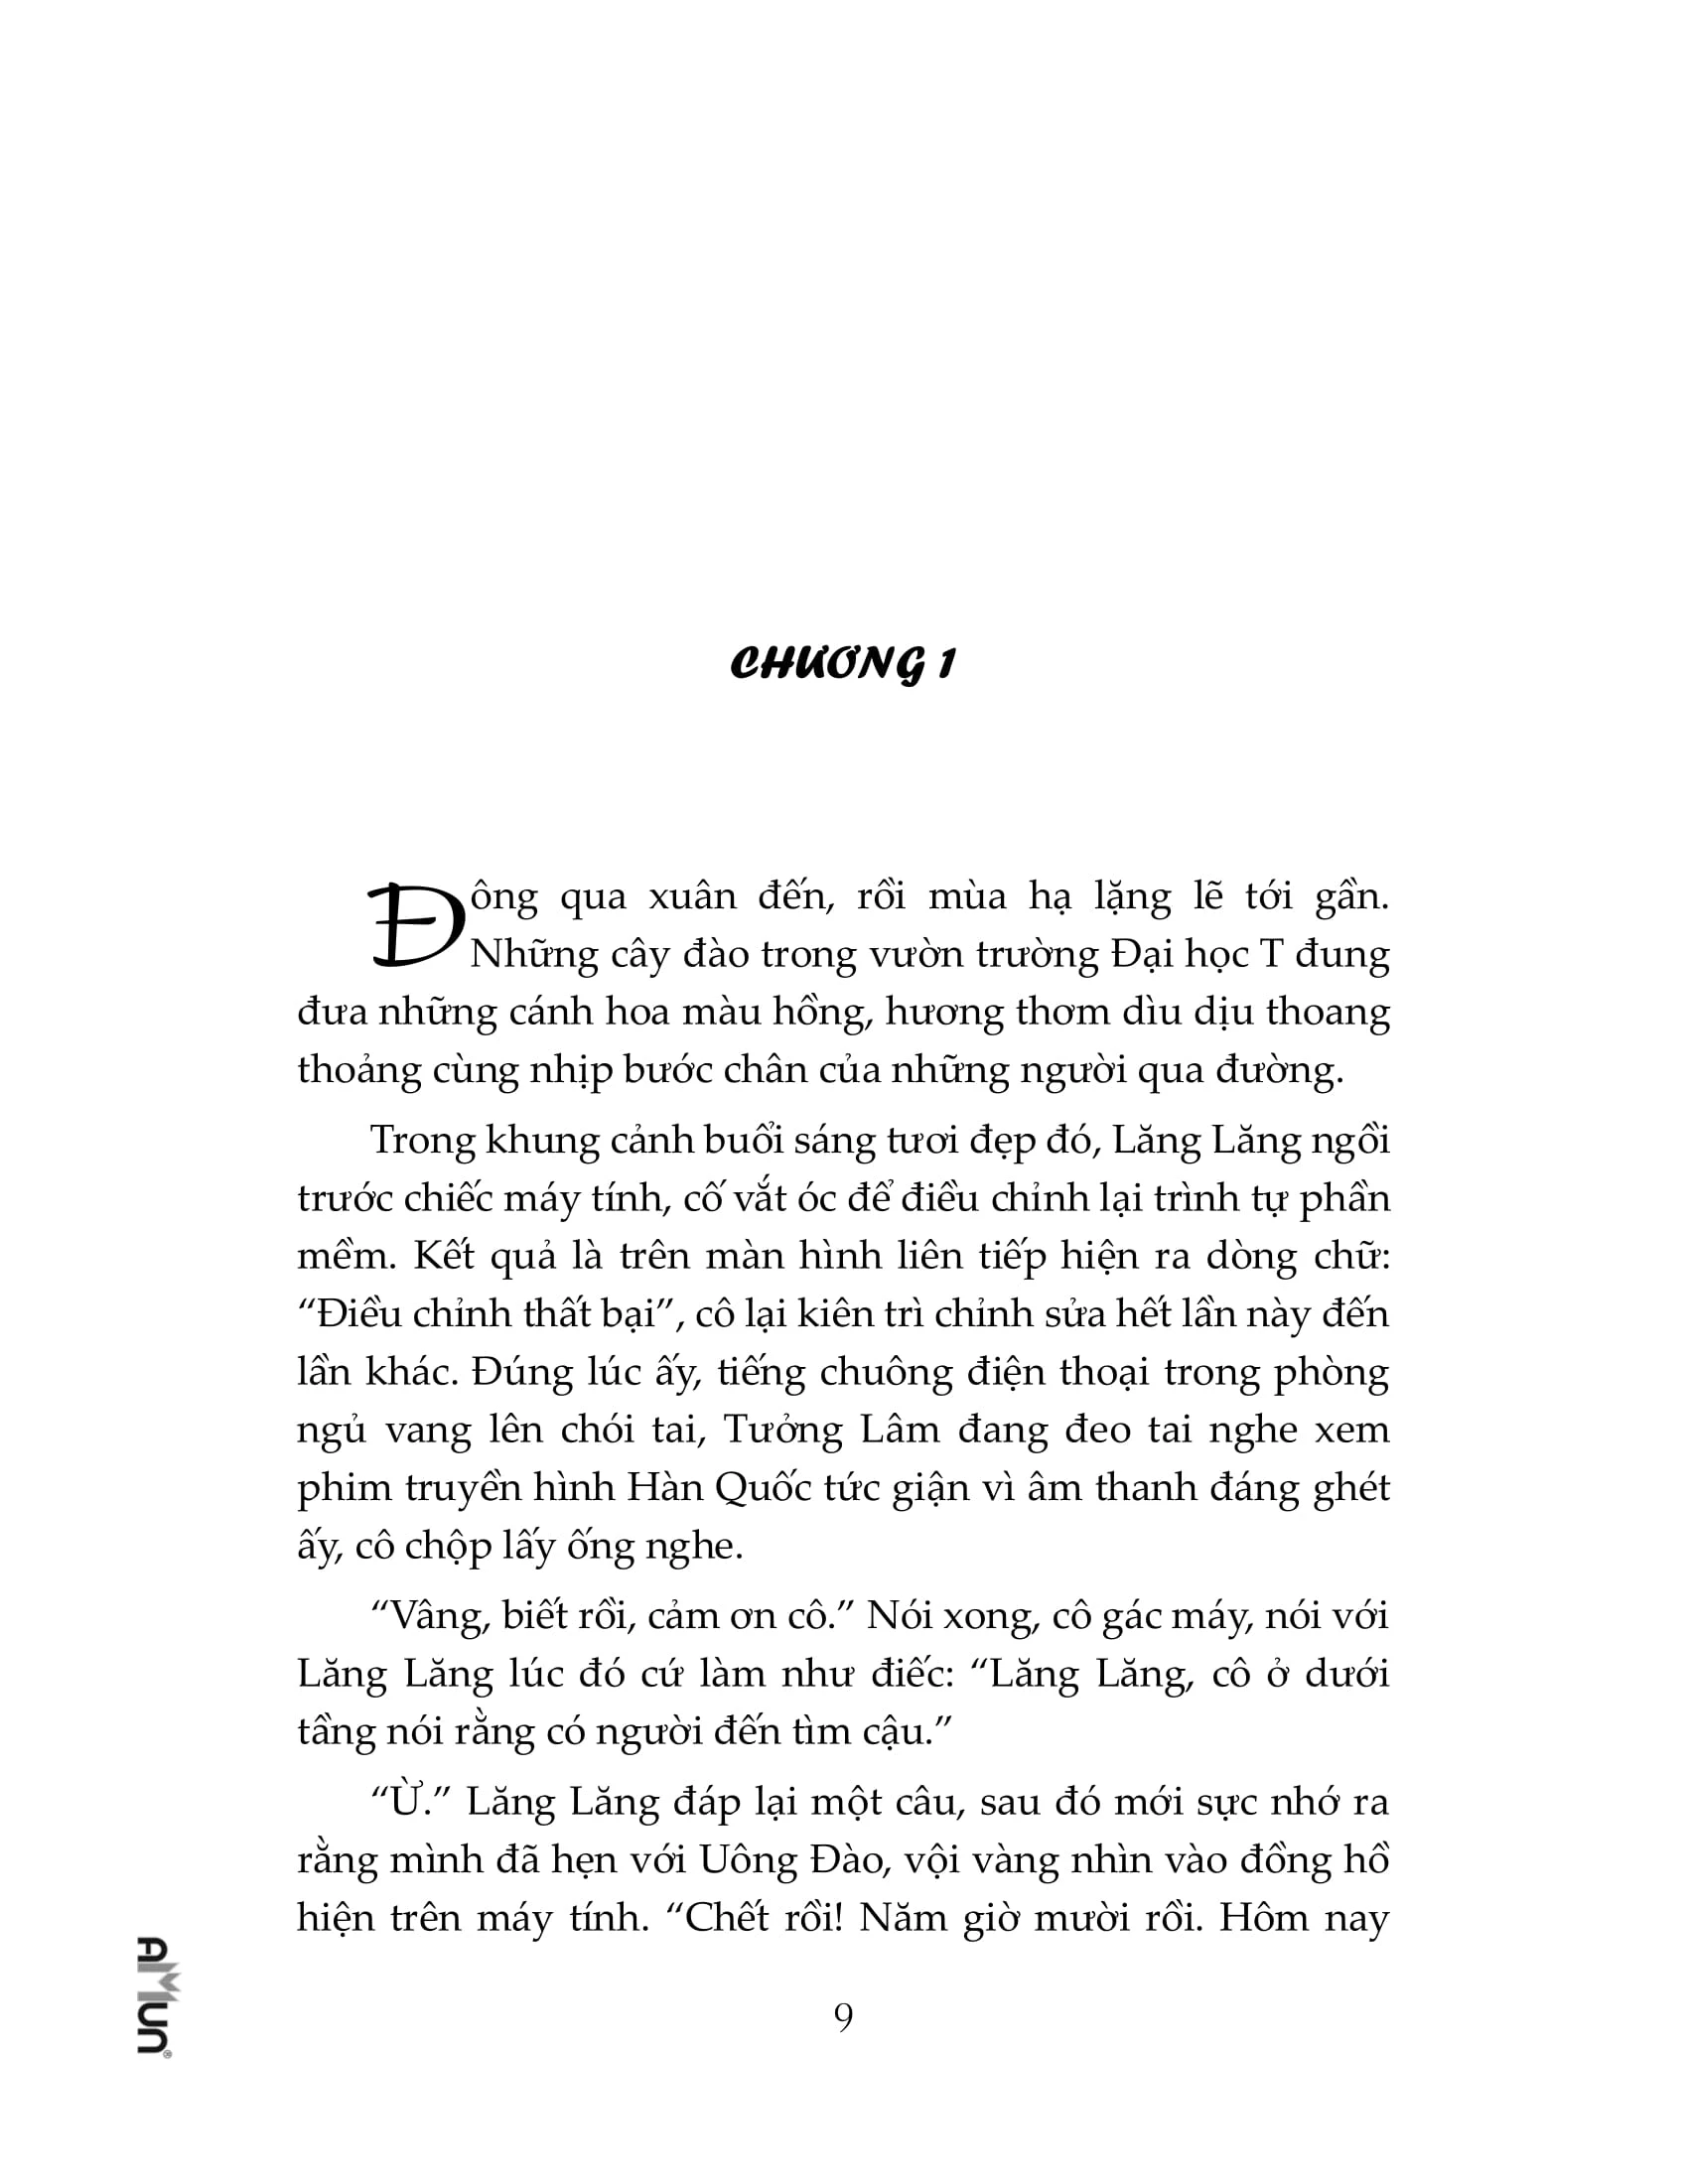 CHƯƠNG 1
Đông qua xuân đến, rồi mùa hạ lặng lẽ tới gần.
Những cây đào trong vườn trường Đại học T đung
đưa những cánh hoa màu hồng, hương thơm dìu dịu thoang
thoảng cùng nhịp bước chân của những người qua đường.
Trong khung cảnh buổi sáng tươi đẹp đó, Lăng Lăng ngồi
trước chiếc máy tính, cố vắt óc để điều chỉnh lại trình tự phần
mềm. Kết quả là trên màn hình liên tiếp hiện ra dòng chữ:
“Điều chỉnh thất bại”, cô lại kiên trì chỉnh sửa hết lần này đến
lần khác. Đúng lúc ấy, tiếng chuông điện thoại trong phòng
ngủ vang lên chói tai, Tưởng Lâm đang đeo tai nghe xem
phim truyền hình Hàn Quốc tức giận vì âm thanh đáng ghét
ấy, cô chộp lấy ống nghe.
“Vâng, biết rồi, cảm ơn cô.” Nói xong, cô gác máy, nói với
Lăng Lăng lúc đó cứ làm như điếc: “Lăng Lăng, cô ở dưới
tầng nói rằng có người đến tìm cậu.”
“Ừ.” Lăng Lăng đáp lại một câu, sau đó mới sực nhớ ra
rằng mình đã hẹn với Uông Đào, vội vàng nhìn vào đồng hồ
hiện trên máy tính. “Chết rồi! Năm giờ mười rồi. Hôm nay
AMUN®
9